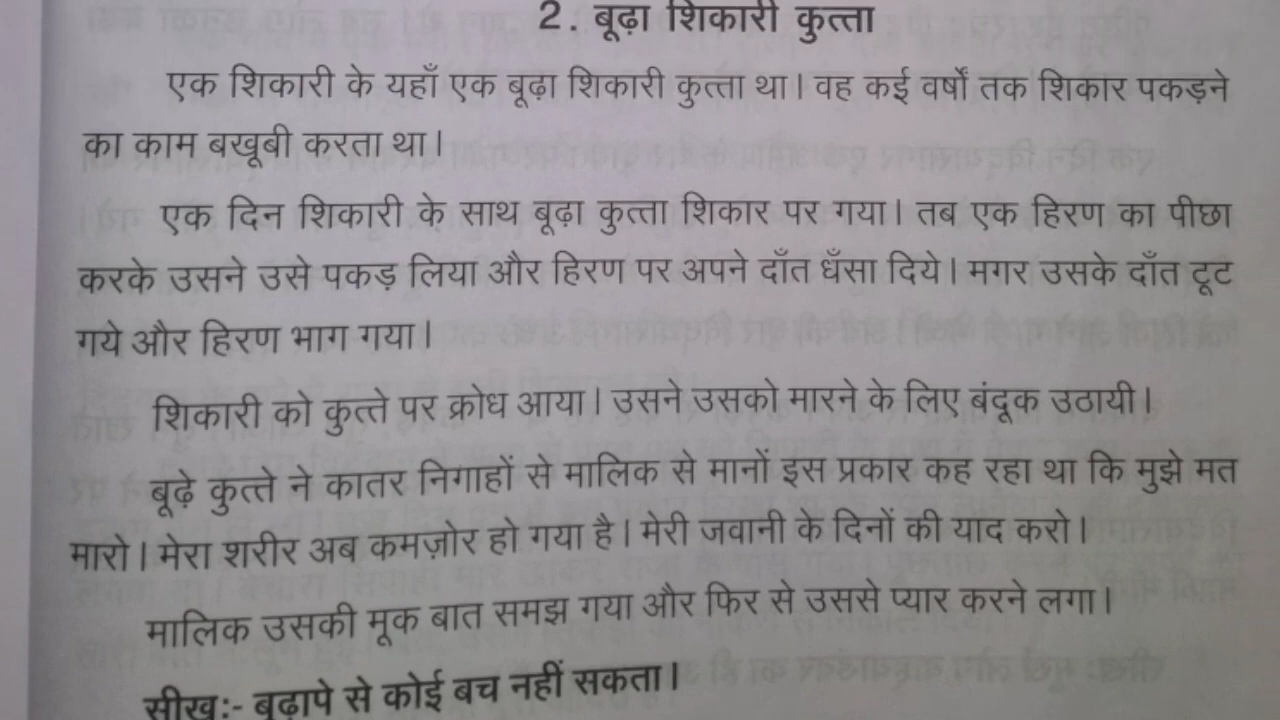 2. बूढ़ा शिकारी कुत्ता
एक शिकारी के यहाँ एक बूढ़ा शिकारी कुत्ता था। वह कई वर्षों तक शिकार पकड़ने
का काम बखूबी करता था।
एक दिन शिकारी के साथ बूढ़ा कुत्ता शिकार पर गया। तब एक हिरण का पीछा
करके उसने उसे पकड़ लिया और हिरण पर अपने दाँत धँसा दिये। मगर उसके दाँत टूट
गये और हिरण भाग गया।
शिकारी को कुत्ते पर क्रोध आया। उसने उसको मारने के लिए बंदूक उठायी।
बूढ़े कुत्ते ने कातर निगाहों से मालिक से मानों इस प्रकार कह रहा था कि मुझे मत
मारो। मेरा शरीर अब कमज़ोर हो गया है। मेरी जवानी के दिनों की याद करो।
मालिक उसकी मूक बात समझ गया और फिर से उससे प्यार करने लगा।
सीख:- बुढ़ापे से कोई बच नहीं सकता।